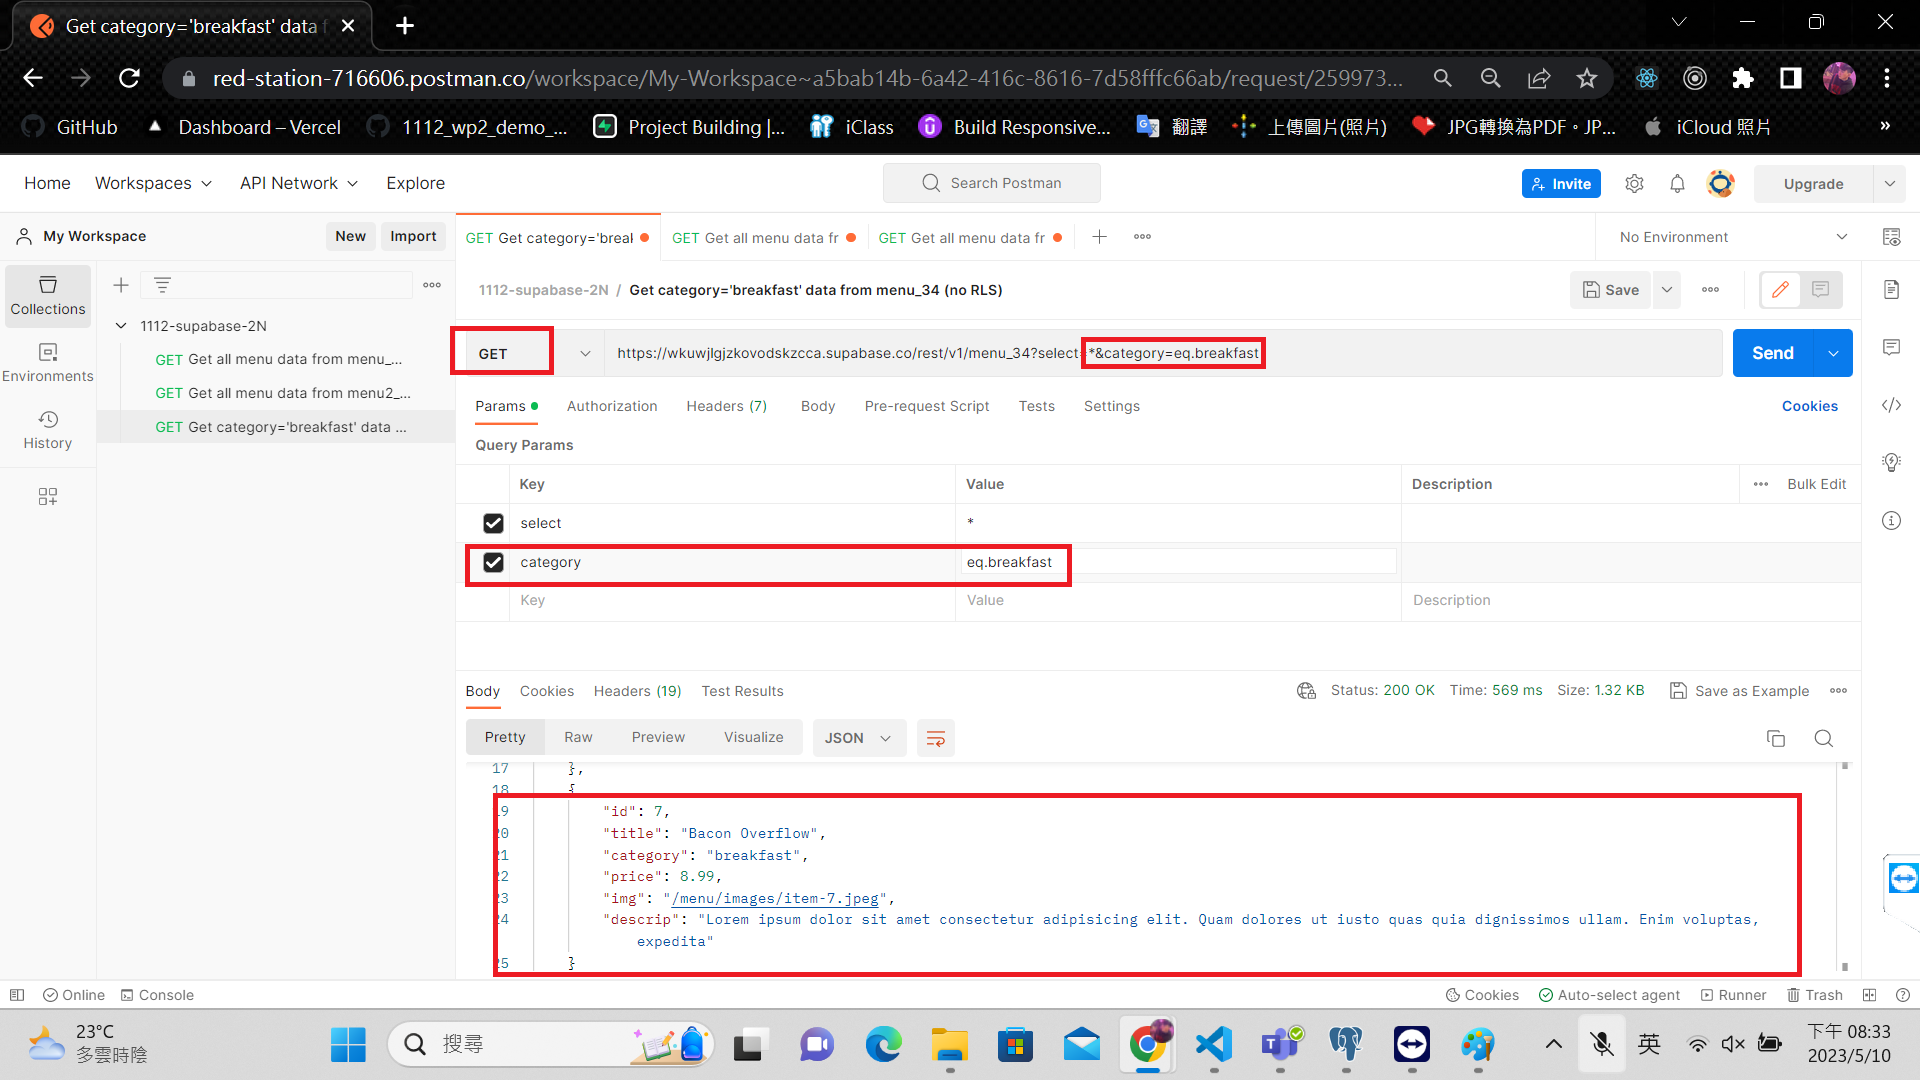 Get category='breakfast' data f
red-station-716606.postman.co/workspace/My-Workspace~a5bab14b-6a42-416c-8616-7d58fffc66ab/request/259973...
GitHub
Dashboard – Vercel
1112_wp2_demo_...
Project Building |...
iClass
Build Responsive...
翻譯
上傳圖片(照片)
JPG轉換為PDF。JP...
iCloud 照片
»
Home
Workspaces
API Network
Explore
Search Postman
Invite
Upgrade
My Workspace
New
Import
GET Get category='break
GET Get all menu data fr
GET Get all menu data fr
No Environment
Collections
Environments
History
1112-supabase-2N
GET Get all menu data from menu_...
GET Get all menu data from menu2_...
GET Get category='breakfast' data ...
1112-supabase-2N / Get category='breakfast' data from menu_34 (no RLS)
Save
GET
https://wkuwjlgjzkovodskzcca.supabase.co/rest/v1/menu_34?select=*&category=eq.breakfast
Send
Params
Authorization
Headers (7)
Body
Pre-request Script
Tests
Settings
Cookies
Query Params
Key
Value
Description
Bulk Edit
select
*
category
eq.breakfast
Key
Value
Description
Body
Cookies
Headers (19)
Test Results
Status: 200 OK
Time: 569 ms
Size: 1.32 KB
Save as Example
Pretty
Raw
Preview
Visualize
JSON
17 },
18 {
19 "id": 7,
20 "title": "Bacon Overflow",
21 "category": "breakfast",
22 "price": 8.99,
23 "img": "/menu/images/item-7.jpeg",
24 "descrip": "Lorem ipsum dolor sit amet consectetur adipisicing elit. Quam dolores ut iusto quas quia dignissimos ullam. Enim voluptas,
expedita"
25 }
Online
Console
Cookies
Auto-select agent
Runner
Trash
23°C
多雲時陰
搜尋
英
下午 08:33
2023/5/10